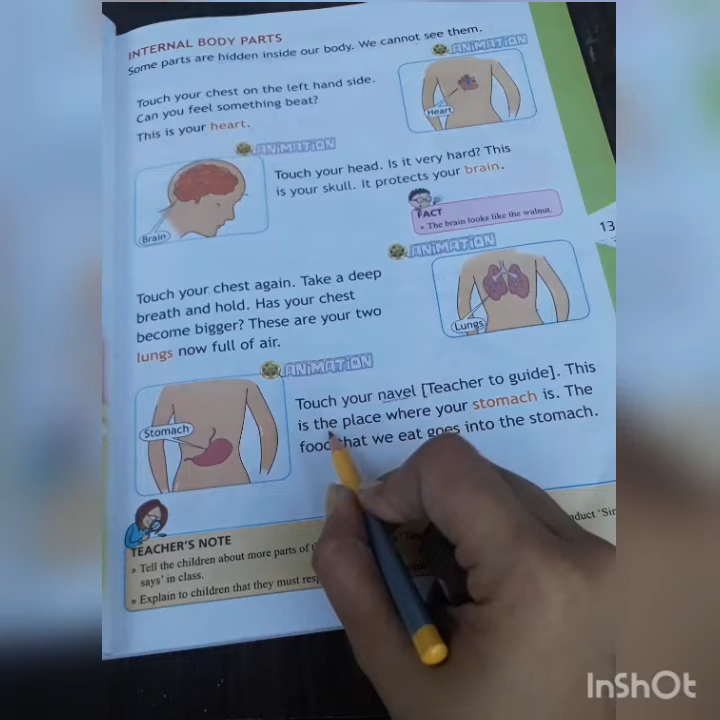 INTERNAL BODY PARTS
Some parts are hidden inside our body. We cannot see them.
ANIMATION
Touch your chest on the left hand side.
Can you feel something beat?
This is your heart.
Heart
ANIMATION
Touch your head. Is it very hard? This
is your skull. It protects your brain.
Brain
FACT
» The brain looks like the walnut.
13
ANIMATION
Touch your chest again. Take a deep
breath and hold. Has your chest
become bigger? These are your two
lungs now full of air.
Lungs
ANIMATION
Touch your navel [Teacher to guide]. This
is the place where your stomach is. The
food that we eat goes into the stomach.
Stomach
TEACHER'S NOTE
» Tell the children about more parts of
says' in class.
» Explain to children that they must
InShOt